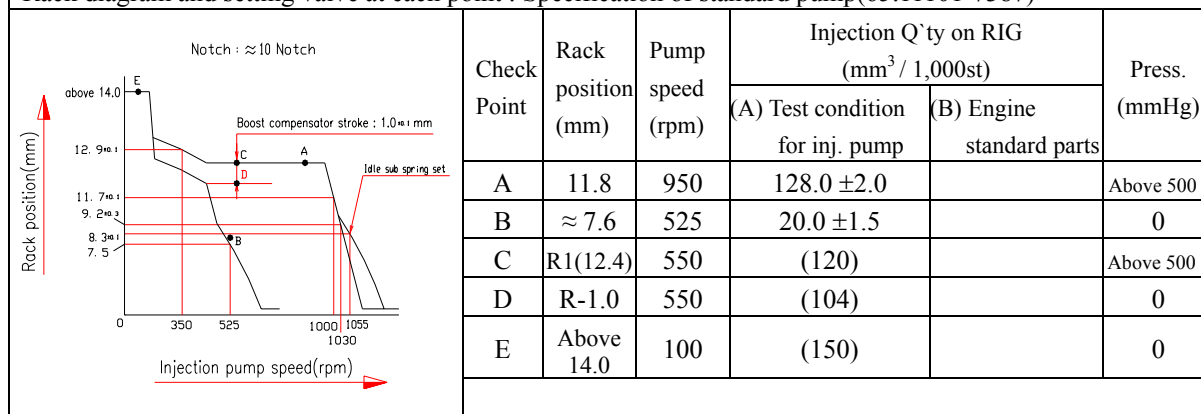 Rack diagram and setting valve at each point : Specification of standard pump(65.11101-7367)
Notch : ≈10 Notch
E
above 14.0
Boost compensator stroke : 1.0±0.1 mm
12. 9±0.1
C
A
D
Idle sub spring set
11. 7±0.1
9. 2±0.3
8. 3±0.1
B
7. 5
Rack position(mm)
0
350
525
1000
1055
1030
Injection pump speed(rpm)
Check Point
Rack position (mm)
Pump speed (rpm)
Injection Q`ty on RIG
(mm³ / 1,000st)
(A) Test condition for inj. pump
(B) Engine standard parts
Press. (mmHg)
A 11.8 950 128.0 ±2.0 Above 500
B ≈ 7.6 525 20.0 ±1.5 0
C R1(12.4) 550 (120) Above 500
D R-1.0 550 (104) 0
E Above 14.0 100 (150) 0